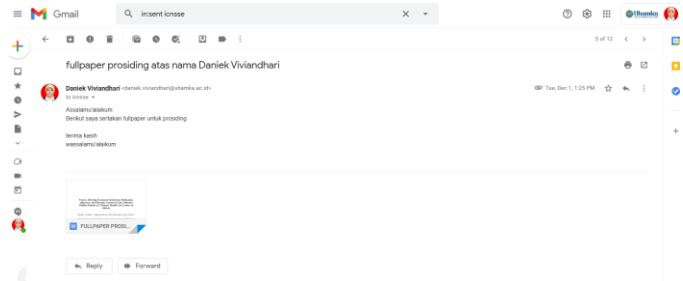 Gmail
in:sent icnsse
Uhamka
5 of 12
fullpaper prosiding atas nama Daniek Viviandhari
Daniek Viviandhari <daniek.viviandhari@uhamka.ac.id>
Tue, Dec 1, 1:25 PM
to icnsse
Assalamu'alaikum
Berikut saya sertakan fullpaper untuk prosiding
terima kasih
wassalamu'alaikum
FULLPAPER PROSI...
Reply
Forward